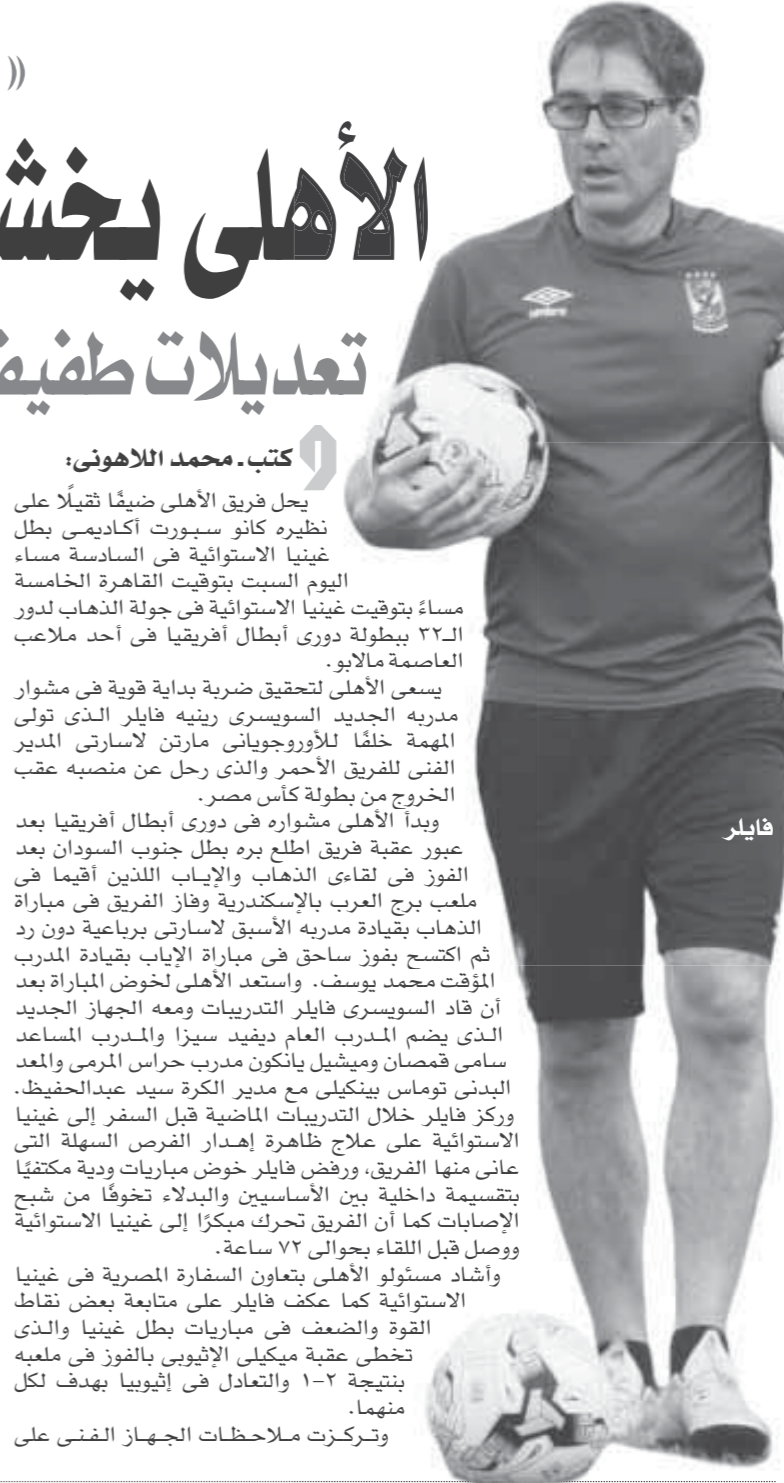 ))
الأهلى يخش
تعديلات طفيف
كتب. محمد اللاهونى:
يحل فريق الأهلى ضيفًا ثقيلًا على
نظيره كانو سبورت أكاديمى بطل
غينيا الاستوائية فى السادسة مساء
اليوم السبت بتوقيت القاهرة الخامسة
مساءً بتوقيت غينيا الاستوائية فى جولة الذهاب لدور
الـ٣٢ ببطولة دورى أبطال أفريقيا فى أحد ملاعب
العاصمة مالابو.
يسعى الأهلى لتحقيق ضربة بداية قوية فى مشوار
مدربه الجديد السويسرى رينيه فايلر الذى تولى
المهمة خلفًا للأوروجويانى مارتن لاسارتى المدير
الفنى للفريق الأحمر والذى رحل عن منصبه عقب
الخروج من بطولة كأس مصر.
وبدأ الأهلى مشواره فى دورى أبطال أفريقيا بعد
عبور عقبة فريق اطلع بره بطل جنوب السودان بعد
الفوز فى لقاءى الذهاب والإياب اللذين أقيما فى
ملعب برج العرب بالإسكندرية وفاز الفريق فى مباراة
الذهاب بقيادة مدربه الأسبق لاسارتى برباعية دون رد
ثم اكتسح بفوز ساحق فى مباراة الإياب بقيادة المدرب
المؤقت محمد يوسف. واستعد الأهلى لخوض المباراة بعد
أن قاد السويسرى فايلر التدريبات ومعه الجهاز الجديد
الذى يضم المدرب العام ديفيد سيزا والمدرب المساعد
سامى قمصان وميشيل يانكون مدرب حراس المرمى والمعد
البدنى توماس بينكيلى مع مدير الكرة سيد عبدالحفيظ.
وركز فايلر خلال التدريبات الماضية قبل السفر إلى غينيا
الاستوائية على علاج ظاهرة إهدار الفرص السهلة التى
عانى منها الفريق، ورفض فايلر خوض مباريات ودية مكتفيًا
بتقسيمة داخلية بين الأساسيين والبدلاء تخوفًا من شبح
الإصابات كما أن الفريق تحرك مبكرًا إلى غينيا الاستوائية
ووصل قبل اللقاء بحوالى ٧٢ ساعة.
وأشاد مسئولو الأهلى بتعاون السفارة المصرية فى غينيا
الاستوائية كما عكف فايلر على متابعة بعض نقاط
القوة والضعف فى مباريات بطل غينيا والذى
تخطى عقبة ميكيلى الإثيوبى بالفوز فى ملعبه
بنتيجة ٢-١ والتعادل فى إثيوبيا بهدف لكل
منهما.
وتركزت ملاحظات الجهاز الفنى على
فايلر
umbro